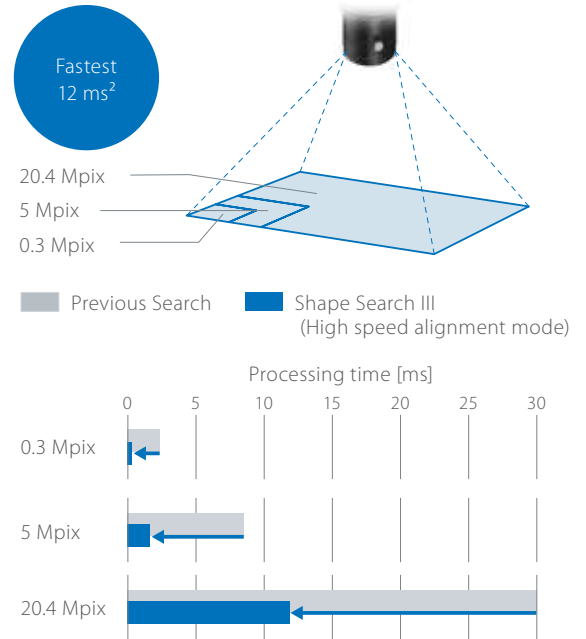 Fastest
12 ms²
20.4 Mpix
5 Mpix
0.3 Mpix
Previous Search
Shape Search III
(High speed alignment mode)
Processing time [ms]
0 5 10 15 20 25 30
0.3 Mpix
5 Mpix
20.4 Mpix